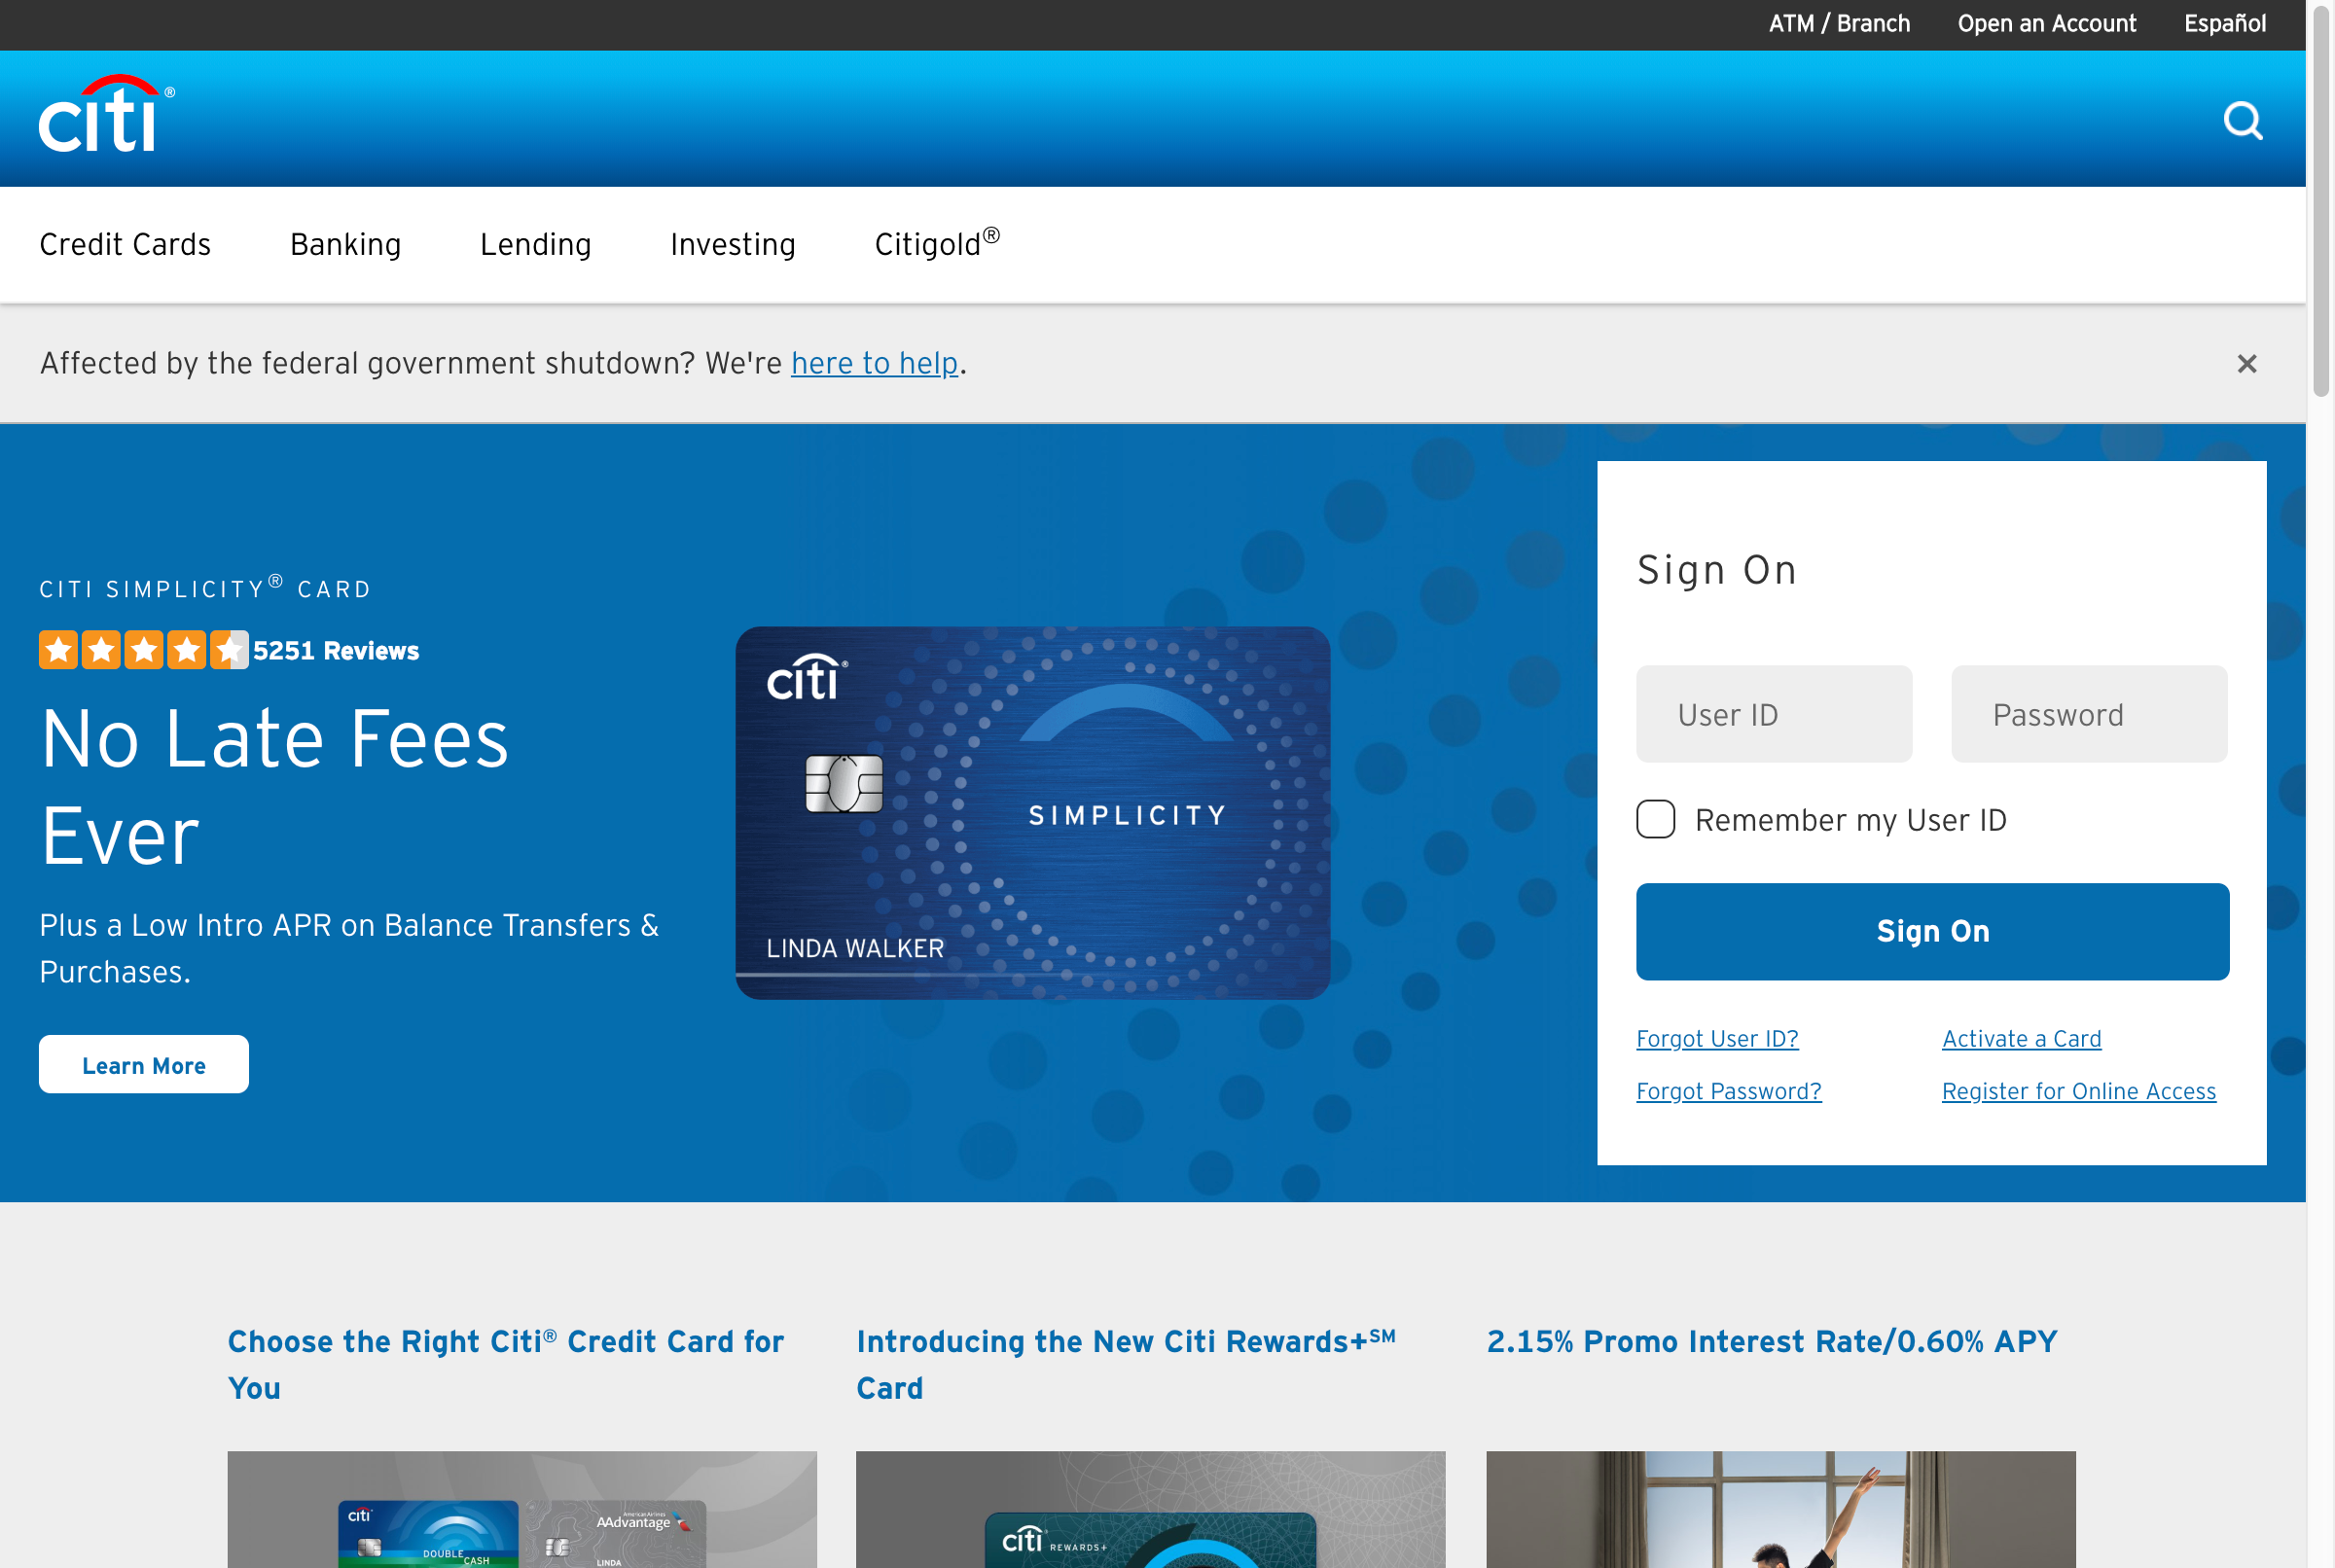 ATM / Branch Open an Account Español
citi®
Credit Cards Banking Lending Investing Citigold®
Affected by the federal government shutdown? We're here to help.
CITI SIMPLICITY® CARD
5251 Reviews
No Late Fees
Ever
Plus a Low Intro APR on Balance Transfers &
Purchases.
Learn More
citi®
SIMPLICITY
LINDA WALKER
Sign On
User ID Password
Remember my User ID
Sign On
Forgot User ID? Activate a Card
Forgot Password? Register for Online Access
Choose the Right Citi® Credit Card for
You
Introducing the New Citi Rewards+℠
Card
2.15% Promo Interest Rate/0.60% APY
citi
DOUBLE
CASH
American Airlines
AAdvantage
LINDA
citi REWARDS+